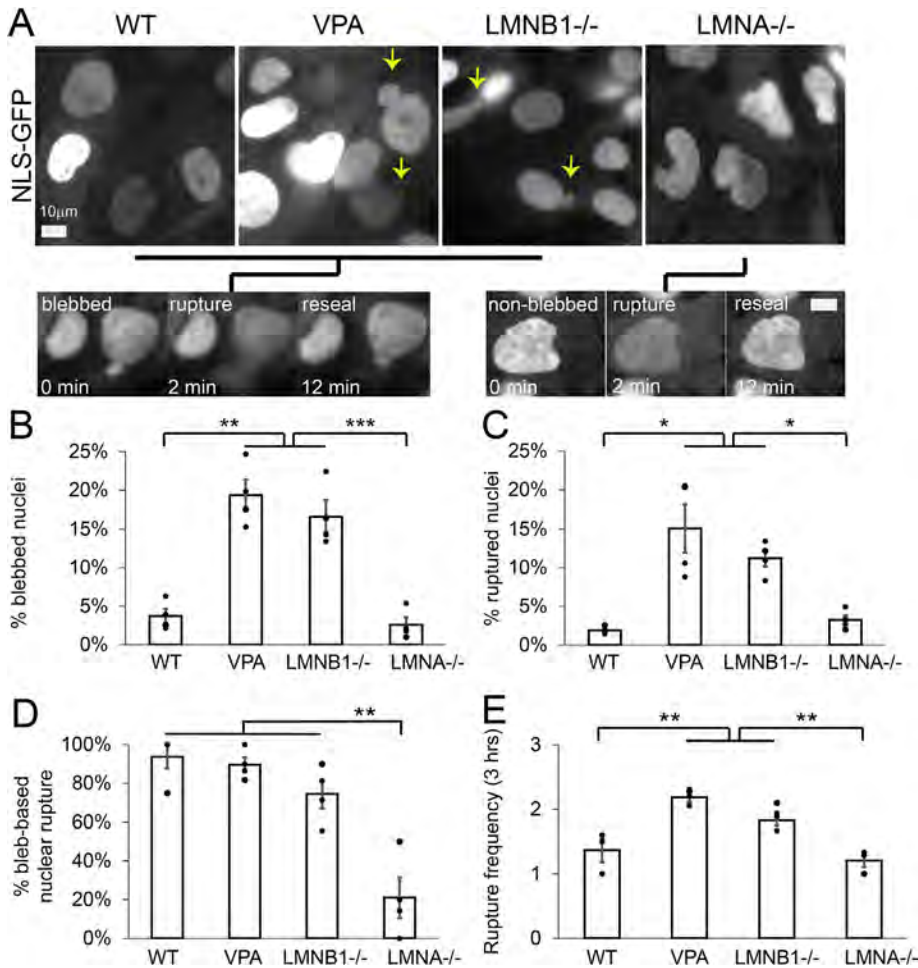 A
WT VPA LMNB1-/- LMNA-/-
NLS-GFP
10μm
blebbed rupture reseal
0 min 2 min 12 min
non-blebbed rupture reseal
0 min 2 min 12 min
B
** ***
% blebbed nuclei
25%
20%
15%
10%
5%
0%
WT VPA LMNB1-/- LMNA-/-
C
* *
% ruptured nuclei
25%
20%
15%
10%
5%
0%
WT VPA LMNB1-/- LMNA-/-
D
**
% bleb-based
nuclear rupture
100%
80%
60%
40%
20%
0%
WT VPA LMNB1-/- LMNA-/-
E
** **
Rupture frequency (3 hrs)
3
2
1
0
WT VPA LMNB1-/- LMNA-/-